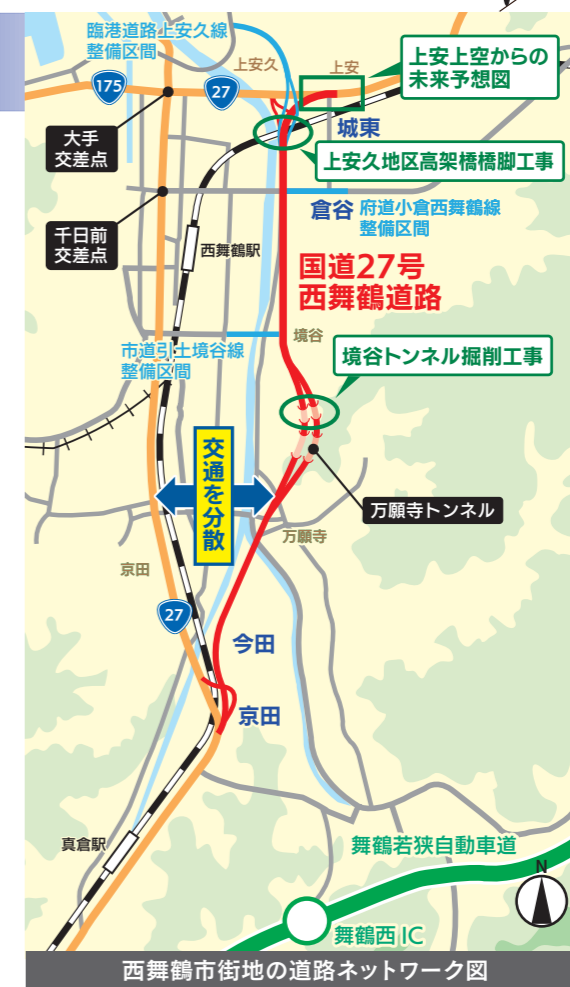 臨港道路上安久線
整備区間
上安久
上安
175
27
上安上空からの
未来予想図
大手
交差点
城東
上安久地区高架橋橋脚工事
倉谷
府道小倉西舞鶴線
整備区間
千日前
交差点
西舞鶴駅
国道27号
西舞鶴道路
境谷
市道引土境谷線
整備区間
境谷トンネル掘削工事
交通を分散
万願寺トンネル
万願寺
京田
27
今田
京田
真倉駅
舞鶴若狭自動車道
N
舞鶴西IC
西舞鶴市街地の道路ネットワーク図